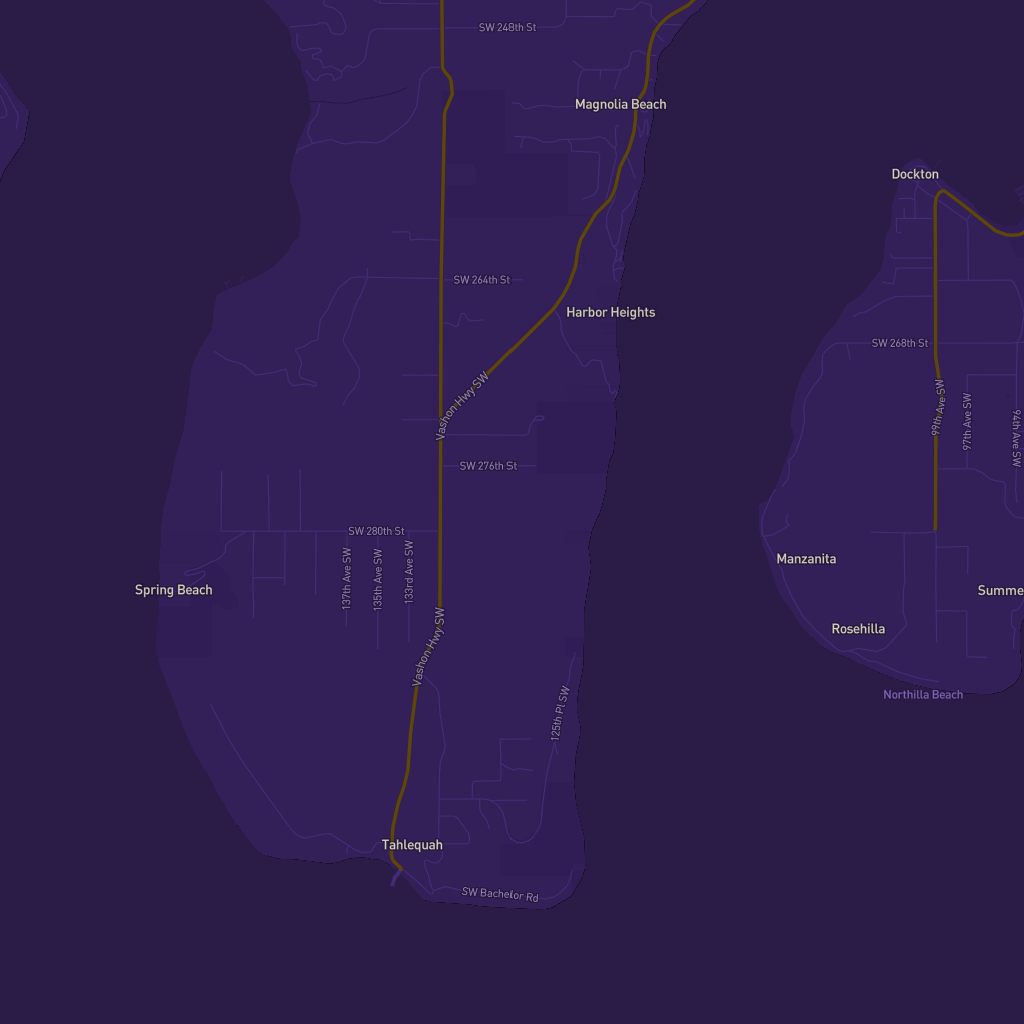 SW 248th St
Magnolia Beach
Dockton
SW 264th St
Harbor Heights
SW 268th St
Vashon Hwy SW
99th Ave SW
97th Ave SW
94th Ave SW
SW 276th St
SW 280th St
137th Ave SW
135th Ave SW
133rd Ave SW
Manzanita
Spring Beach
Summe
Rosehilla
Vashon Hwy SW
Northilla Beach
125th Pl SW
Tahlequah
SW Bachelor Rd